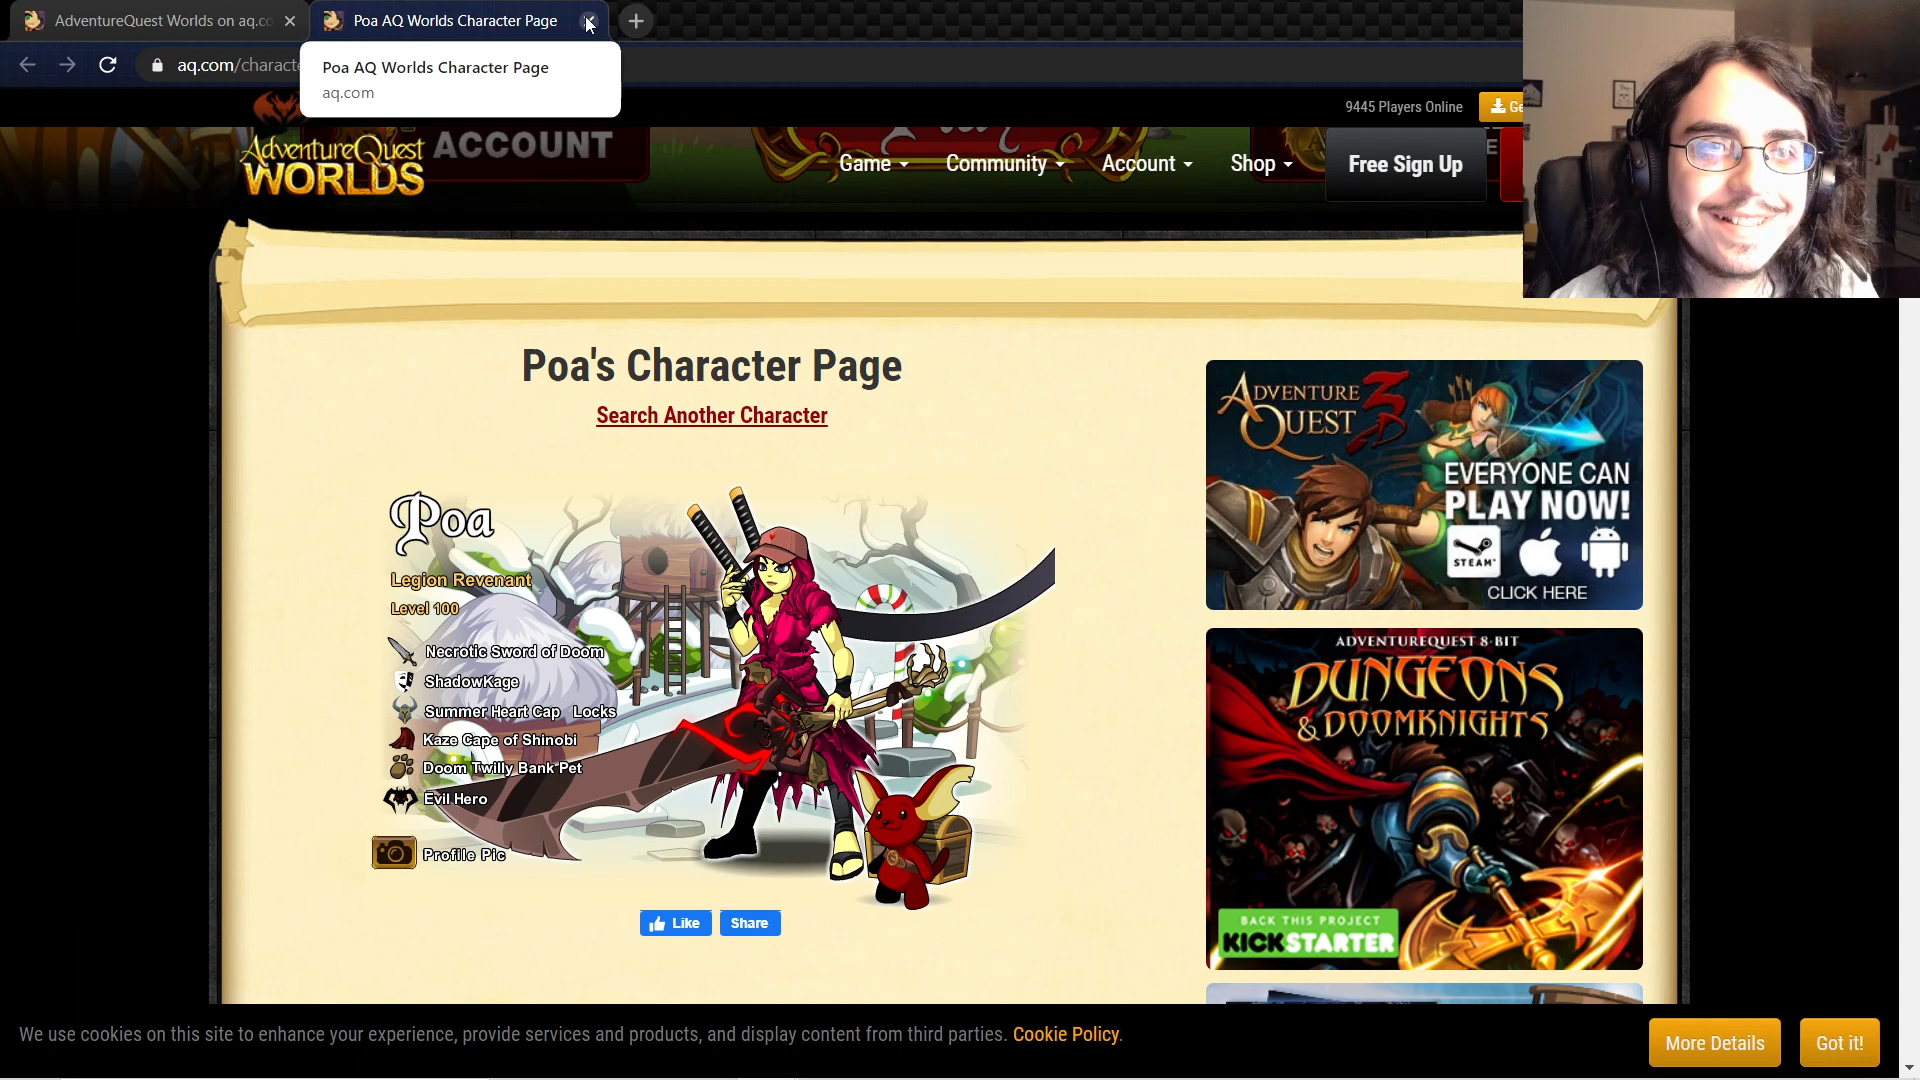 AdventureQuest Worlds on aq.co
Poa AQ Worlds Character Page
aq.com/characte
Poa AQ Worlds Character Page
aq.com
9445 Players Online
Ge
AdventureQuest
WORLDS
ACCOUNT
Game
Community
Account
Shop
Free Sign Up
Poa's Character Page
Search Another Character
Poa
Legion Revenant
Level 100
Necrotic Sword of Doom
ShadowKage
Summer Heart Cap Locks
Kaze Cape of Shinobi
Doom Twilly Bank Pet
Evil Hero
Profile Pic
Like
Share
ADVENTURE
QUEST 3D
EVERYONE CAN
PLAY NOW!
STEAM
CLICK HERE
ADVENTUREQUEST 8-BIT
DUNGEONS
& DOOMKNIGHTS
BACK THIS PROJECT
KICKSTARTER
We use cookies on this site to enhance your experience, provide services and products, and display content from third parties. Cookie Policy.
More Details
Got it!